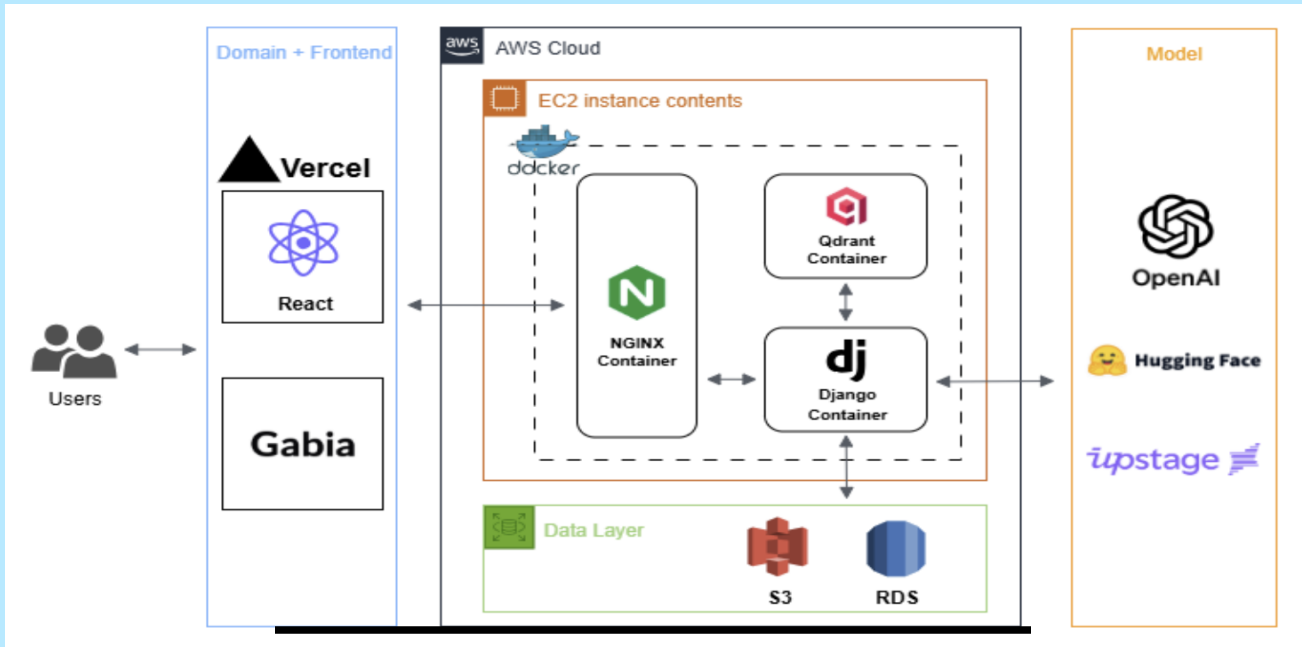 Domain + Frontend
Vercel
React
Gabia
Users
aws
AWS Cloud
EC2 instance contents
docker
NGINX
Container
Qdrant
Container
dj
Django
Container
Data Layer
S3
RDS
Model
OpenAI
Hugging Face
upstage